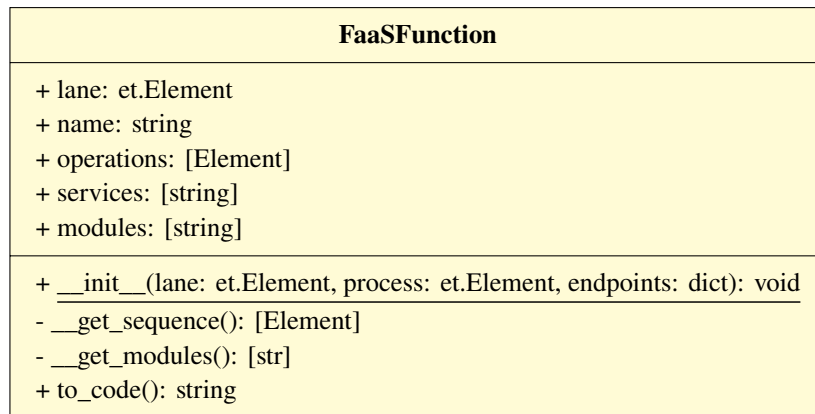 FaaSFunction
+ lane: et.Element
+ name: string
+ operations: [Element]
+ services: [string]
+ modules: [string]
+ __init__(lane: et.Element, process: et.Element, endpoints: dict): void
- __get_sequence(): [Element]
- __get_modules(): [str]
+ to_code(): string